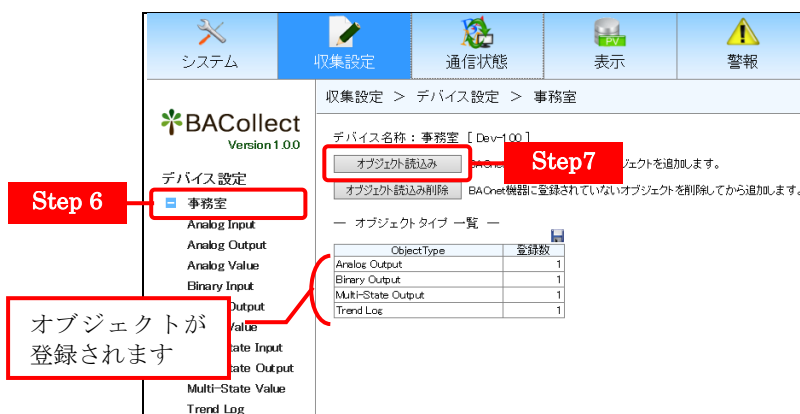 システム
収集設定
通信状態
表示
警報
収集設定 ＞ デバイス設定 ＞ 事務室
BACollect
Version 1.0.0
デバイス設定
事務室
Analog Input
Analog Output
Analog Value
Binary Input
Output
Value
ate Input
ate Output
Multi-State Value
Trend Log
デバイス名称：事務室 [ Dev-100 ]
オブジェクト読込み
ジェクトを追加します。
オブジェクト読込み削除 BACnet機器に登録されていないオブジェクトを削除してから追加します。
― オブジェクトタイプ 一覧 ―
ObjectType 登録数
Analog Output 1
Binary Output 1
Multi-State Output 1
Trend Log 1
Step 6
Step7
オブジェクトが
登録されます